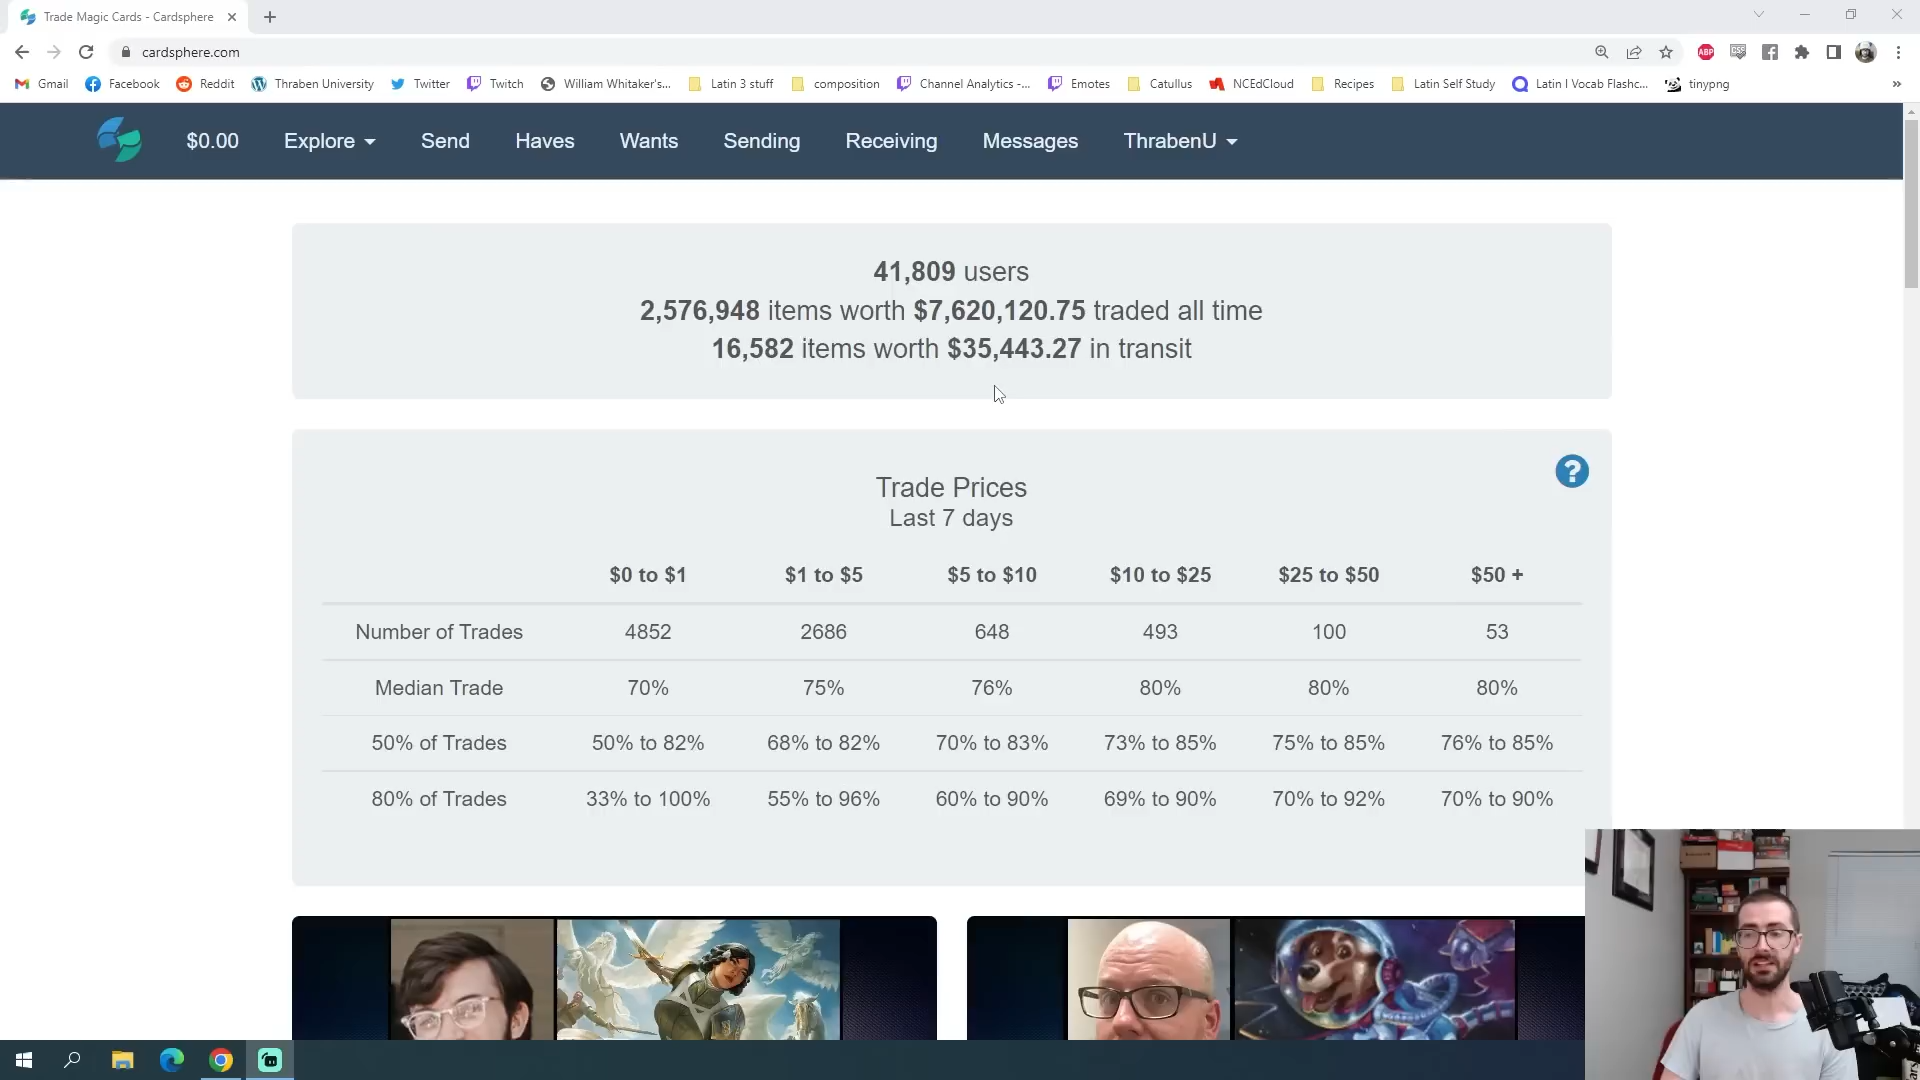 Trade Magic Cards - Cardsphere
cardsphere.com
ABP
CSS
Gmail Facebook Reddit Thraben University Twitter Twitch William Whitaker's... Latin 3 stuff composition Channel Analytics -... Emotes Catullus NCEdCloud Recipes Latin Self Study Latin I Vocab Flashc... tinypng »
$0.00 Explore Send Haves Wants Sending Receiving Messages ThrabenU
41,809 users
2,576,948 items worth $7,620,120.75 traded all time
16,582 items worth $35,443.27 in transit
?
Trade Prices
Last 7 days
$0 to $1 $1 to $5 $5 to $10 $10 to $25 $25 to $50 $50 +
Number of Trades 4852 2686 648 493 100 53
Median Trade 70% 75% 76% 80% 80% 80%
50% of Trades 50% to 82% 68% to 82% 70% to 83% 73% to 85% 75% to 85% 76% to 85%
80% of Trades 33% to 100% 55% to 96% 60% to 90% 69% to 90% 70% to 92% 70% to 90%